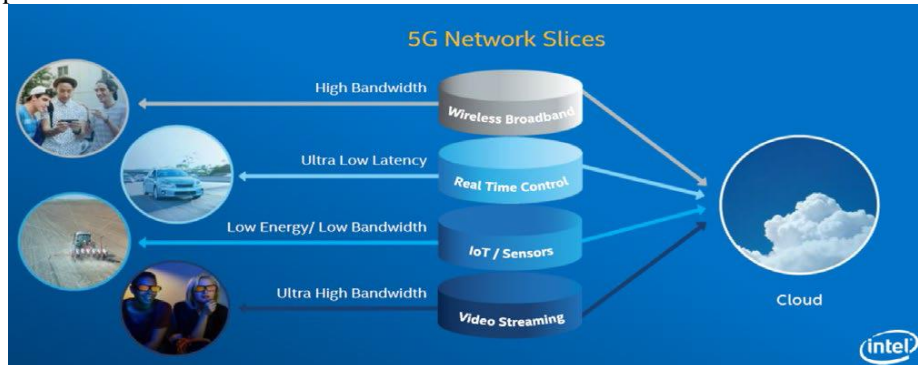 5G Network Slices
High Bandwidth
Wireless Broadband
Ultra Low Latency
Real Time Control
Low Energy/ Low Bandwidth
IoT / Sensors
Ultra High Bandwidth
Video Streaming
Cloud
intel